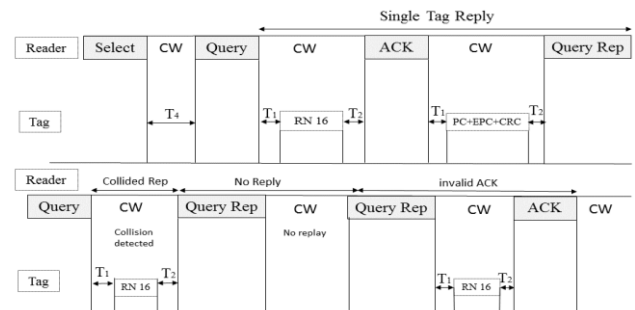 Single Tag Reply
Reader Select CW Query CW ACK CW Query Rep
Tag T4 T1 RN 16 T2 T1 PC+EPC+CRC T2
Reader Collided Rep No Reply invalid ACK
Query CW Query Rep CW Query Rep CW ACK CW
Collision detected No replay
Tag T1 RN 16 T2 T1 RN 16 T2